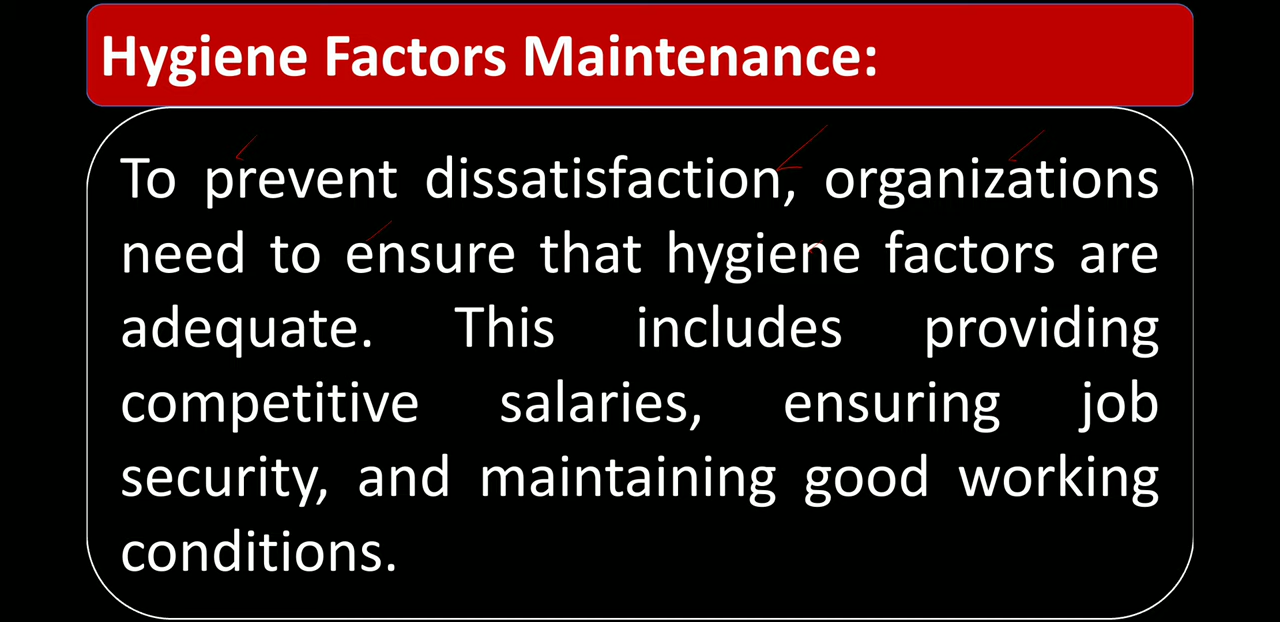 Hygiene Factors Maintenance:
To prevent dissatisfaction, organizations
need to ensure that hygiene factors are
adequate. This includes providing
competitive salaries, ensuring job
security, and maintaining good working
conditions.